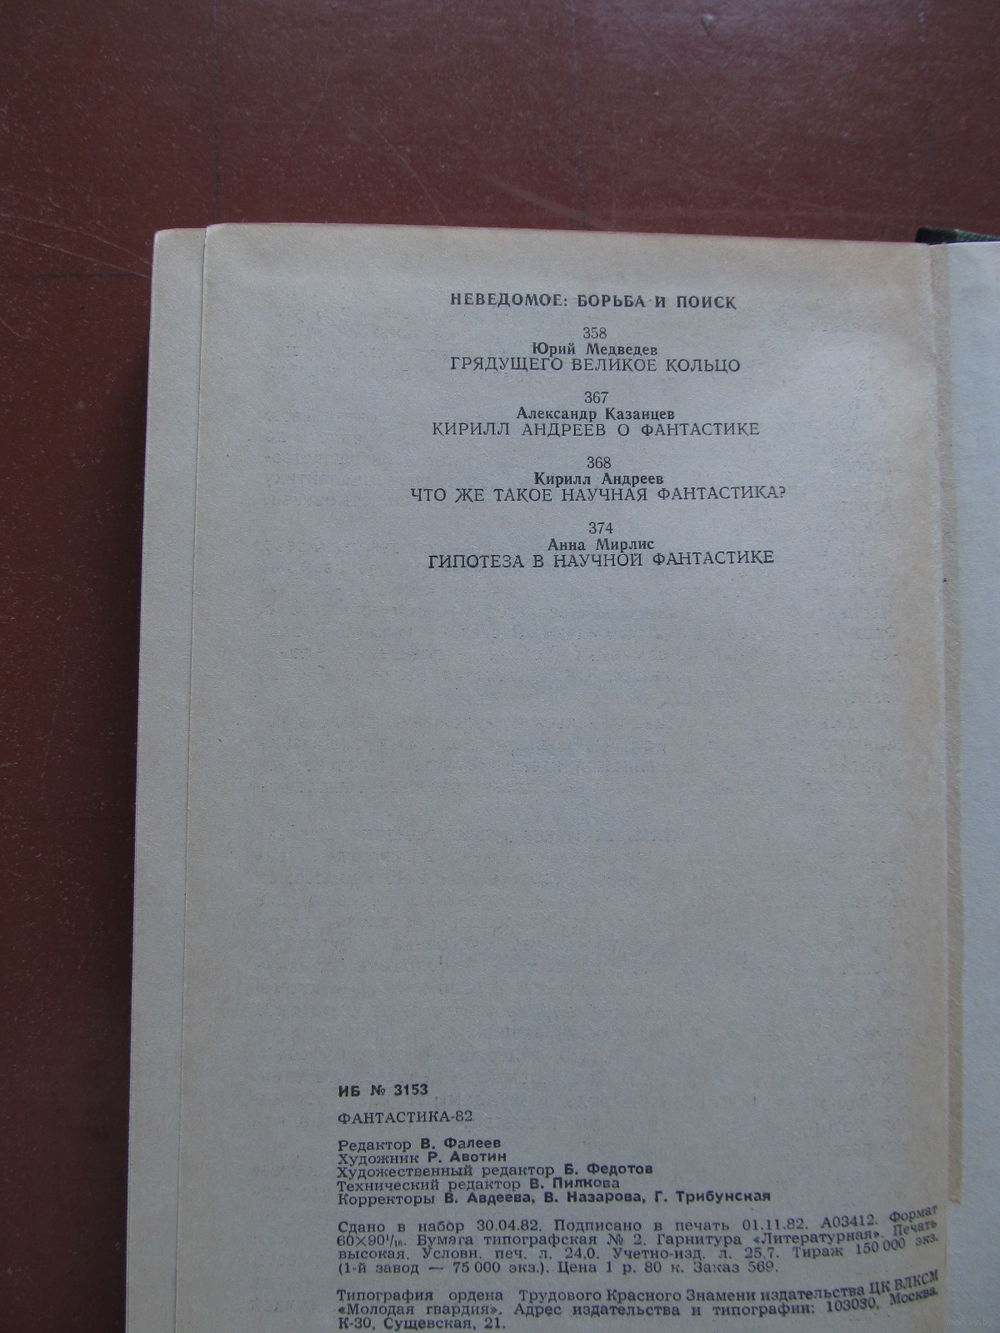 НЕВЕДОМОЕ: БОРЬБА И ПОИСК
358
Юрий Медведев
ГРЯДУЩЕГО ВЕЛИКОЕ КОЛЬЦО
367
Александр Казанцев
КИРИЛЛ АНДРЕЕВ О ФАНТАСТИКЕ
368
Кирилл Андреев
ЧТО ЖЕ ТАКОЕ НАУЧНАЯ ФАНТАСТИКА?
374
Анна Мирлис
ГИПОТЕЗА В НАУЧНОЙ ФАНТАСТИКЕ
ИБ № 3153
ФАНТАСТИКА-82
Редактор В. Фалеев
Художник Р. Авотин
Художественный редактор Б. Федотов
Технический редактор В. Пилкова
Корректоры В. Авдеева, В. Назарова, Г. Трибунская
Сдано в набор 30.04.82. Подписано в печать 01.11.82. А03412. Формат
60×90¹/₁₆. Бумага типографская № 2. Гарнитура «Литературная». Печать
высокая. Условн. печ. л. 24,0. Учетно-изд. л. 25,7. Тираж 150 000 экз.
(1-й завод — 75 000 экз.). Цена 1 р. 80 к. Заказ 569.
Типография ордена Трудового Красного Знамени издательства ЦК ВЛКСМ
«Молодая гвардия». Адрес издательства и типографии: 103030, Москва,
К-30, Сущевская, 21.